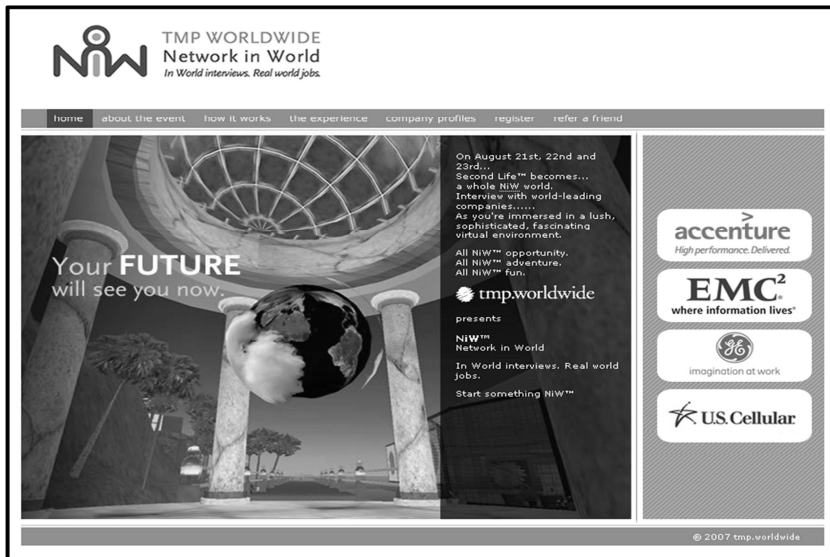 NiW
TMP WORLDWIDE
Network in World
In World interviews. Real world jobs.
home about the event how it works the experience company profiles register refer a friend
Your FUTURE
will see you now.
On August 21st, 22nd and
23rd...
Second Life™ becomes...
a whole NiW world.
Interview with world-leading
companies......
As you're immersed in a lush,
sophisticated, fascinating
virtual environment.
All NiW™ opportunity.
All NiW™ adventure.
All NiW™ fun.
tmp.worldwide
presents
NiW™
Network in World
In World interviews. Real world
jobs.
Start something NiW™
accenture
High performance. Delivered.
EMC²
where information lives®
GE
imagination at work
U.S. Cellular
© 2007 tmp.worldwide